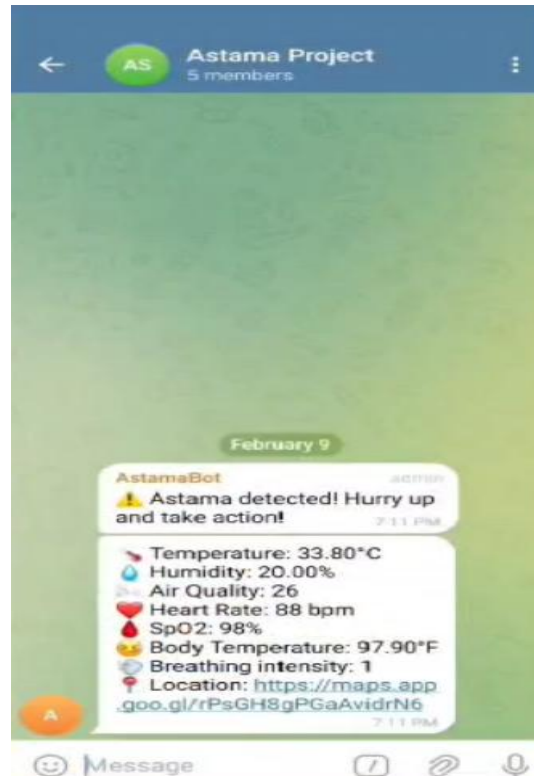 AS
Astama Project
5 members
February 9
AstamaBot admin
⚠️ Astama detected! Hurry up
and take action!
7:11 PM
Temperature: 33.80°C
Humidity: 20.00%
Air Quality: 26
Heart Rate: 88 bpm
SpO2: 98%
Body Temperature: 97.90°F
Breathing intensity: 1
Location: https://maps.app
.goo.gl/rPsGH8gPGaAvidrN6
7:11 PM
A
Message